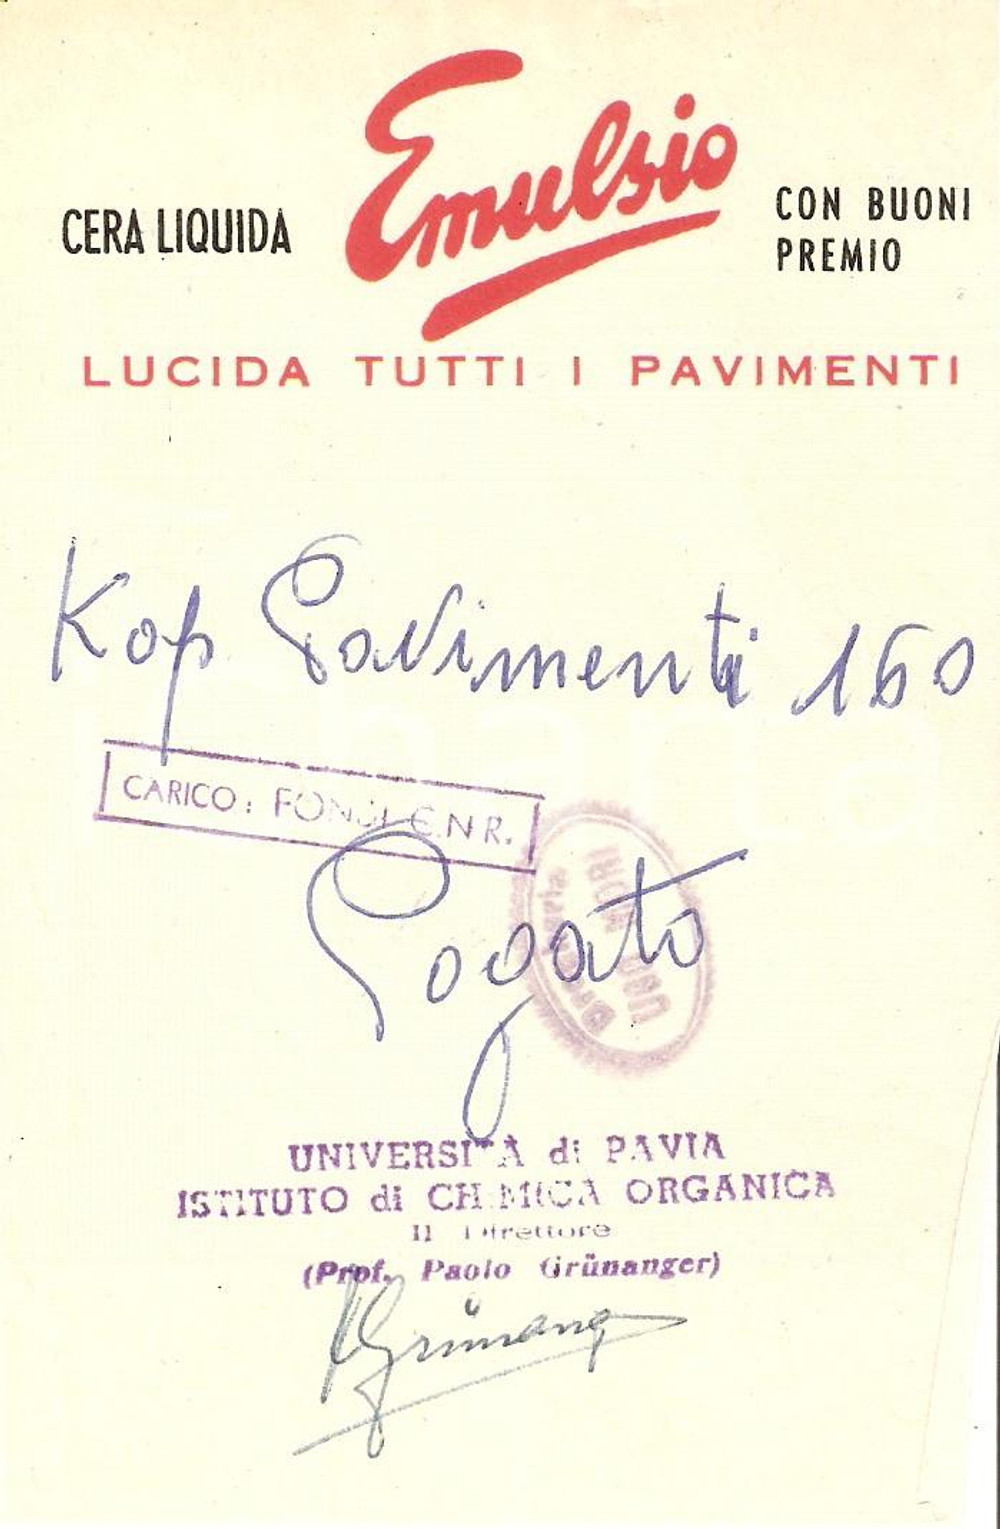 CERA LIQUIDA Emulsio CON BUONI PREMIO
LUCIDA TUTTI I PAVIMENTI
Kop Pavimenti 160
CARICO: FONDI C.N.R.
Pagato
UNIVERSITÀ di PAVIA
ISTITUTO di CHIMICA ORGANICA
Il Direttore
(Prof. Paolo Grünanger)